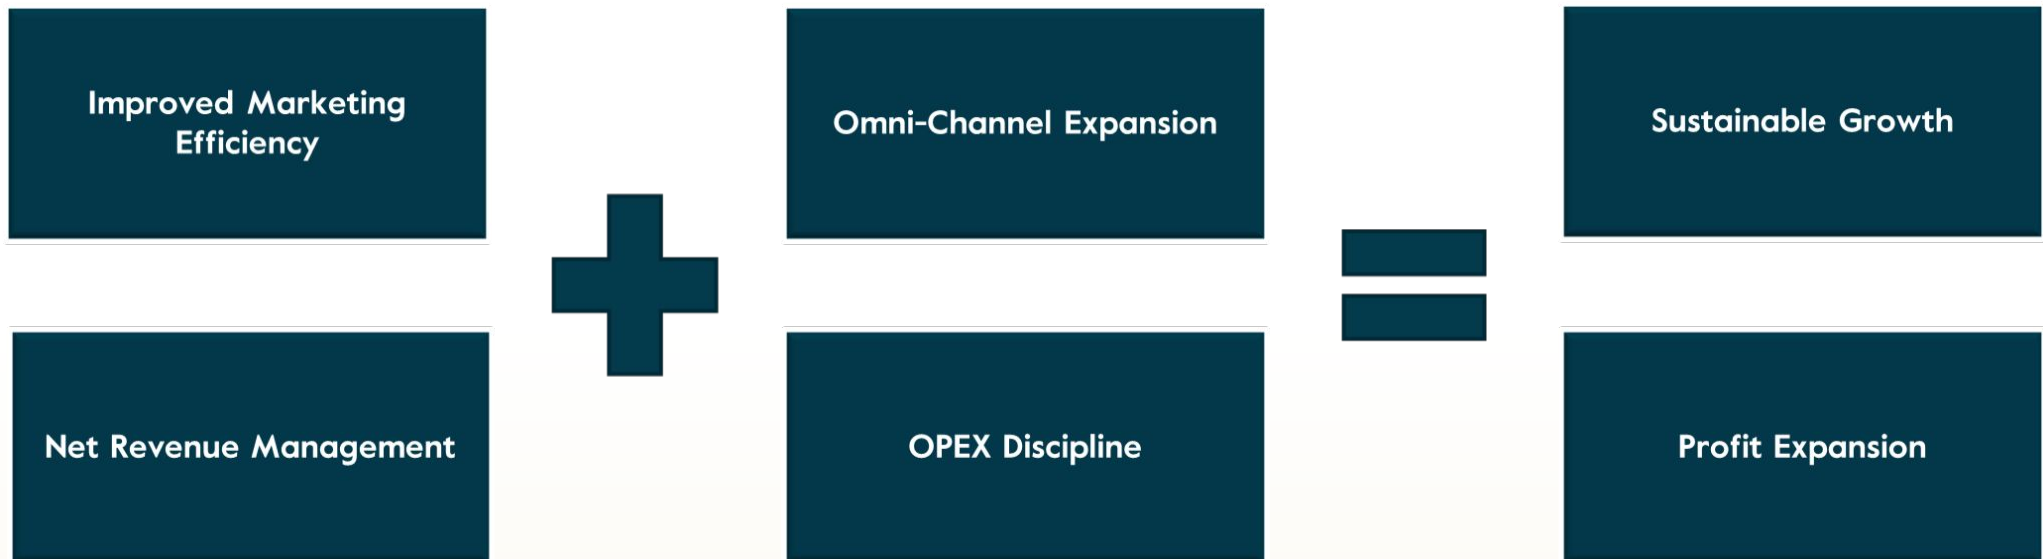 Improved Marketing
Efficiency
Omni-Channel Expansion
Sustainable Growth
Net Revenue Management
OPEX Discipline
Profit Expansion